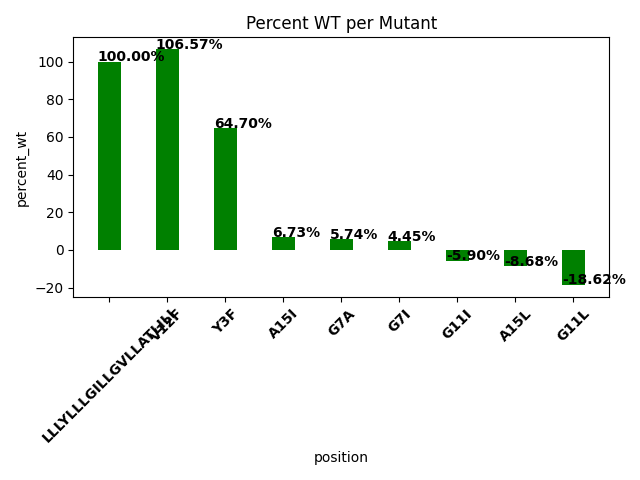 Percent WT per Mutant
percent_wt
100
80
60
40
20
0
−20
100.00%
106.57%
64.70%
6.73%
5.74%
4.45%
-5.90%
-8.68%
-18.62%
V12F
Y3F
A15I
G7A
G7I
G11I
A15L
G11L
position